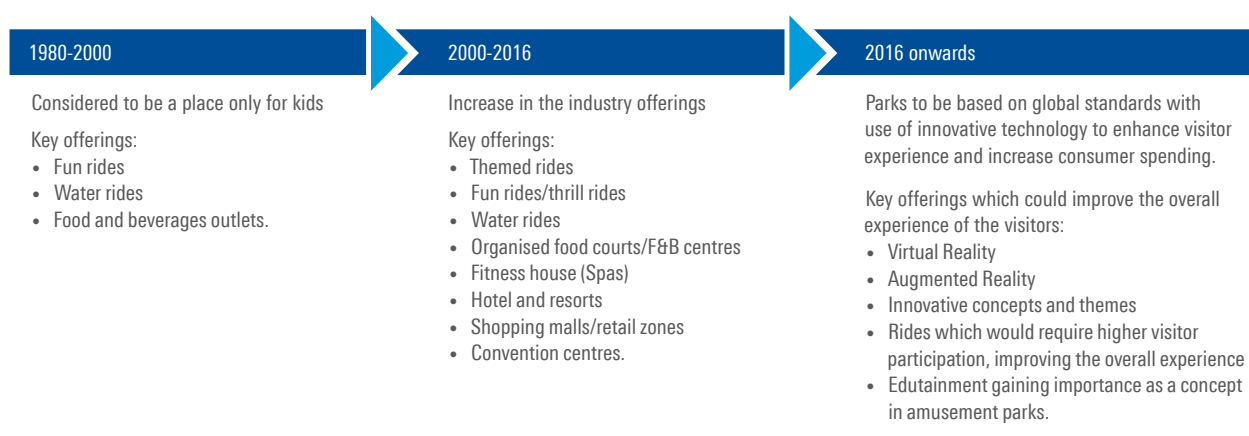 1980-2000
Considered to be a place only for kids
Key offerings:
• Fun rides
• Water rides
• Food and beverages outlets.
2000-2016
Increase in the industry offerings
Key offerings:
• Themed rides
• Fun rides/thrill rides
• Water rides
• Organised food courts/F&B centres
• Fitness house (Spas)
• Hotel and resorts
• Shopping malls/retail zones
• Convention centres.
2016 onwards
Parks to be based on global standards with
use of innovative technology to enhance visitor
experience and increase consumer spending.
Key offerings which could improve the overall
experience of the visitors:
• Virtual Reality
• Augmented Reality
• Innovative concepts and themes
• Rides which would require higher visitor
participation, improving the overall experience
• Edutainment gaining importance as a concept
in amusement parks.